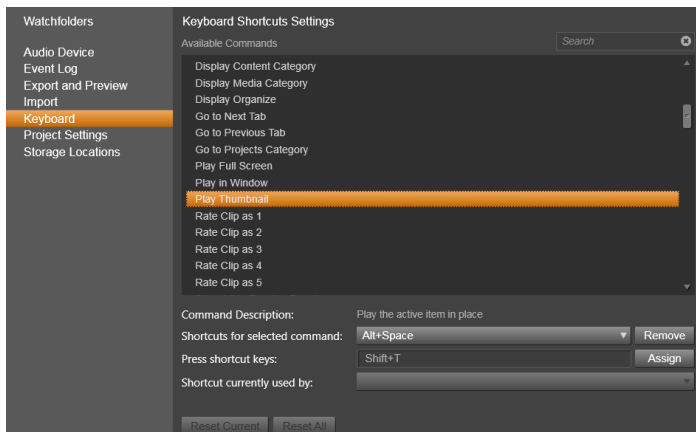 Watchfolders
Audio Device
Event Log
Export and Preview
Import
Keyboard
Project Settings
Storage Locations
Keyboard Shortcuts Settings
Available Commands
Search
Display Content Category
Display Media Category
Display Organize
Go to Next Tab
Go to Previous Tab
Go to Projects Category
Play Full Screen
Play in Window
Play Thumbnail
Rate Clip as 1
Rate Clip as 2
Rate Clip as 3
Rate Clip as 4
Rate Clip as 5
Command Description: Play the active item in place
Shortcuts for selected command: Alt+Space Remove
Press shortcut keys: Shift+T Assign
Shortcut currently used by:
Reset Current Reset All